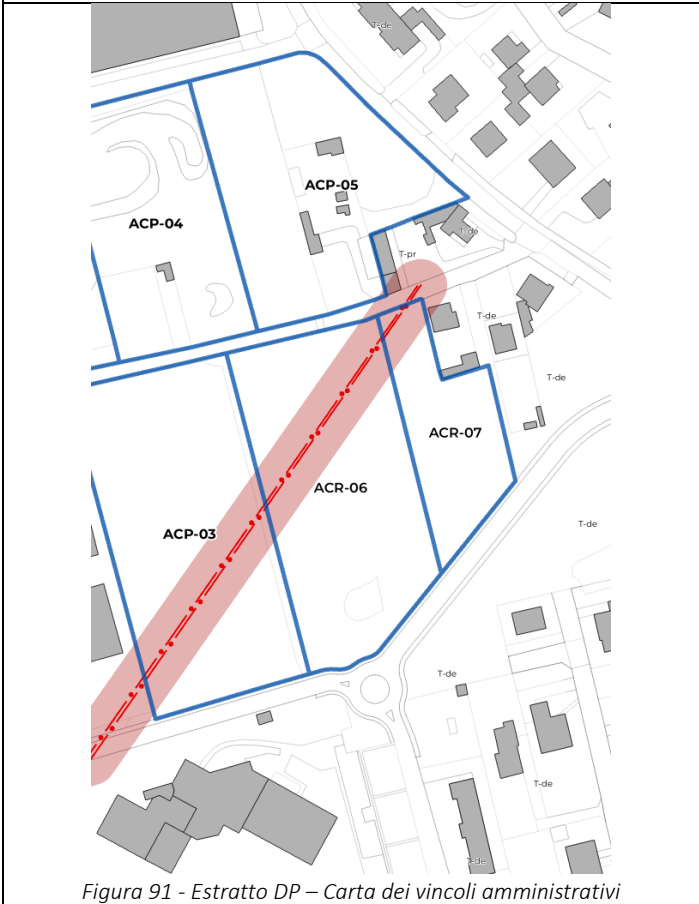 T-de
ACP-05
ACP-04
T-de
T-pr
T-de
T-de
ACR-07
ACR-06
T-de
ACP-03
T-de
T-de
T-de
Figura 91 - Estratto DP – Carta dei vincoli amministrativi